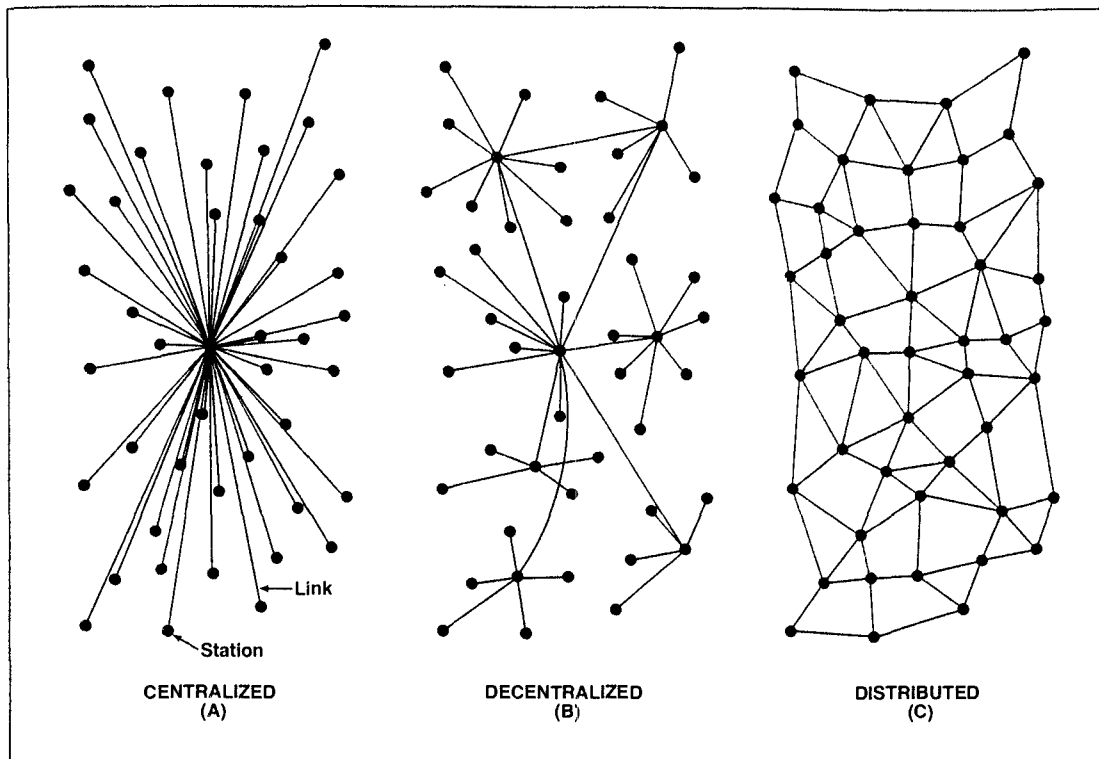 Link
Station
CENTRALIZED
(A)
DECENTRALIZED
(B)
DISTRIBUTED
(C)